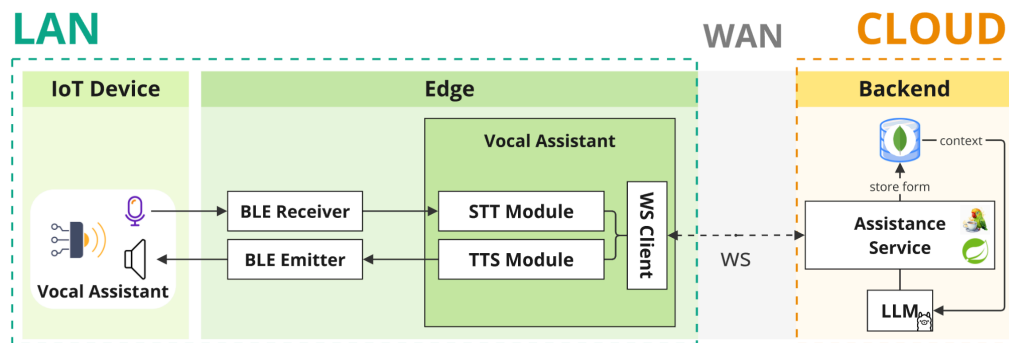 LAN
WAN
CLOUD
IoT Device
Edge
Backend
Vocal Assistant
context
store form
BLE Receiver
STT Module
WS Client
Assistance
Service
BLE Emitter
TTS Module
WS
Vocal Assistant
LLM